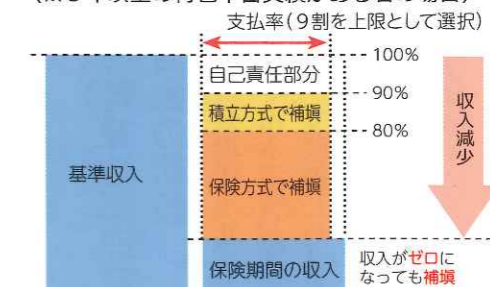 支払率（9割を上限として選択）
100%
自己責任部分
90%
積立方式で補塡
80%
収入減少
基準収入
保険方式で補塡
保険期間の収入
収入がゼロに
なっても補塡